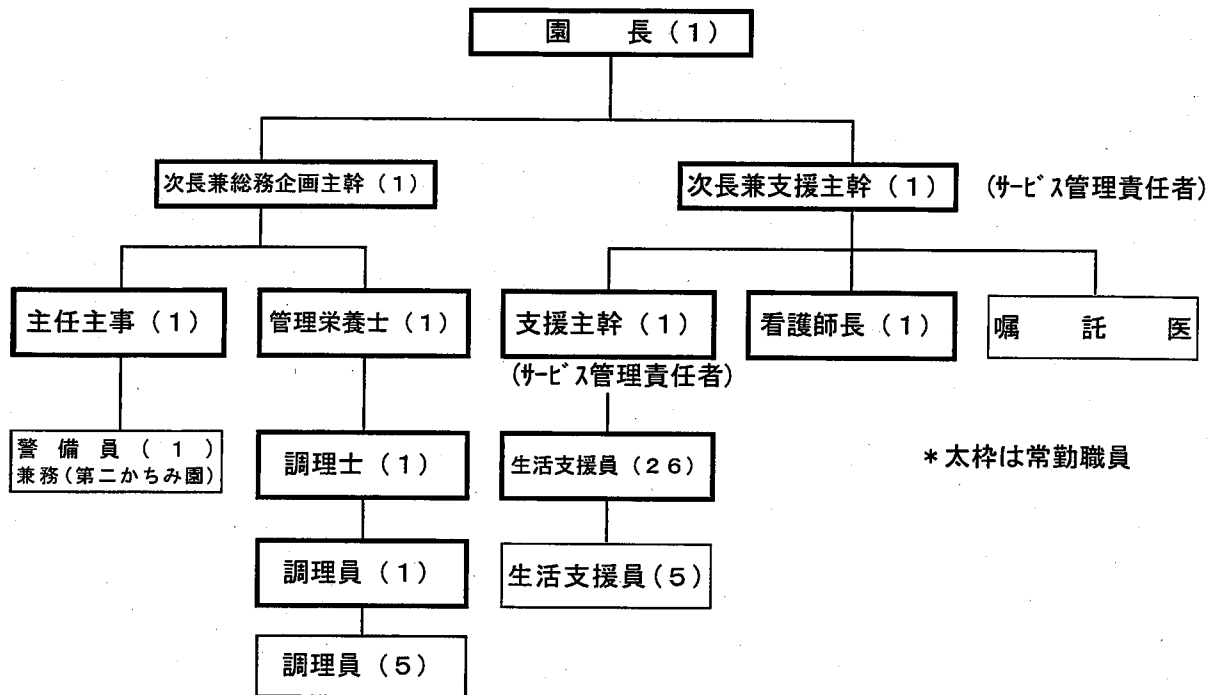 園　　長（１）
次長兼総務企画主幹（１）
次長兼支援主幹（１）
(ｻｰﾋﾞｽ管理責任者)
主任主事（１）
管理栄養士（１）
支援主幹（１）
(ｻｰﾋﾞｽ管理責任者)
看護師長（１）
嘱　託　医
警備員（１）
兼務(第二かちみ園)
調理士（１）
生活支援員（２６）
＊太枠は常勤職員
調理員（１）
生活支援員(５)
調理員（５）